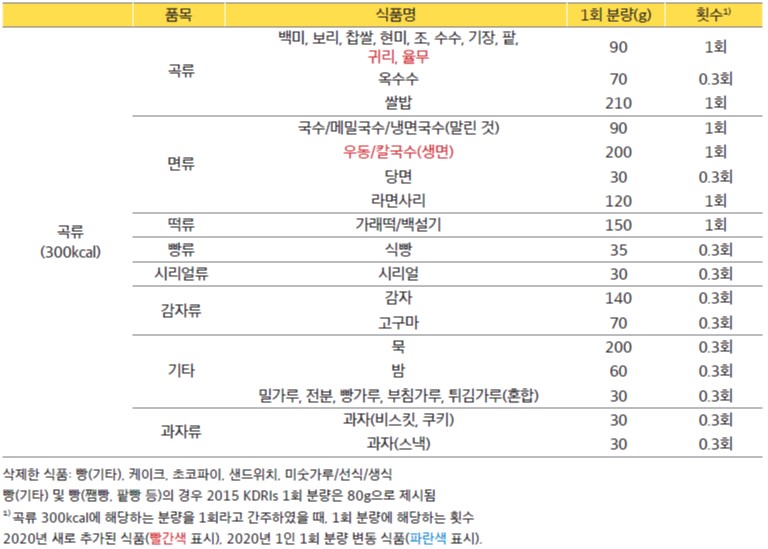 품목 식품명 1회 분량(g) 횟수1)
곡류 (300kcal)
곡류
백미, 보리, 찹쌀, 현미, 조, 수수, 기장, 팥, 
귀리, 율무 90 1회
옥수수 70 0.3회
쌀밥 210 1회
면류
국수/메밀국수/냉면국수(말린 것) 90 1회
우동/칼국수(생면) 200 1회
당면 30 0.3회
라면사리 120 1회
떡류 가래떡/백설기 150 1회
빵류 식빵 35 0.3회
시리얼류 시리얼 30 0.3회
감자류
감자 140 0.3회
고구마 70 0.3회
기타
묵 200 0.3회
밤 60 0.3회
밀가루, 전분, 빵가루, 부침가루, 튀김가루(혼합) 30 0.3회
과자류
과자(비스킷, 쿠키) 30 0.3회
과자(스낵) 30 0.3회
삭제한 식품: 빵(기타), 케이크, 초코파이, 샌드위치, 미숫가루/선식/생식
빵(기타) 및 빵(찜빵, 팥빵 등)의 경우 2015 KDRIs 1회 분량은 80g으로 제시됨
1) 곡류 300kcal에 해당하는 분량을 1회라고 간주하였을 때, 1회 분량에 해당하는 횟수
2020년 새로 추가된 식품(빨간색 표시), 2020년 1인 1회 분량 변동 식품(파란색 표시).